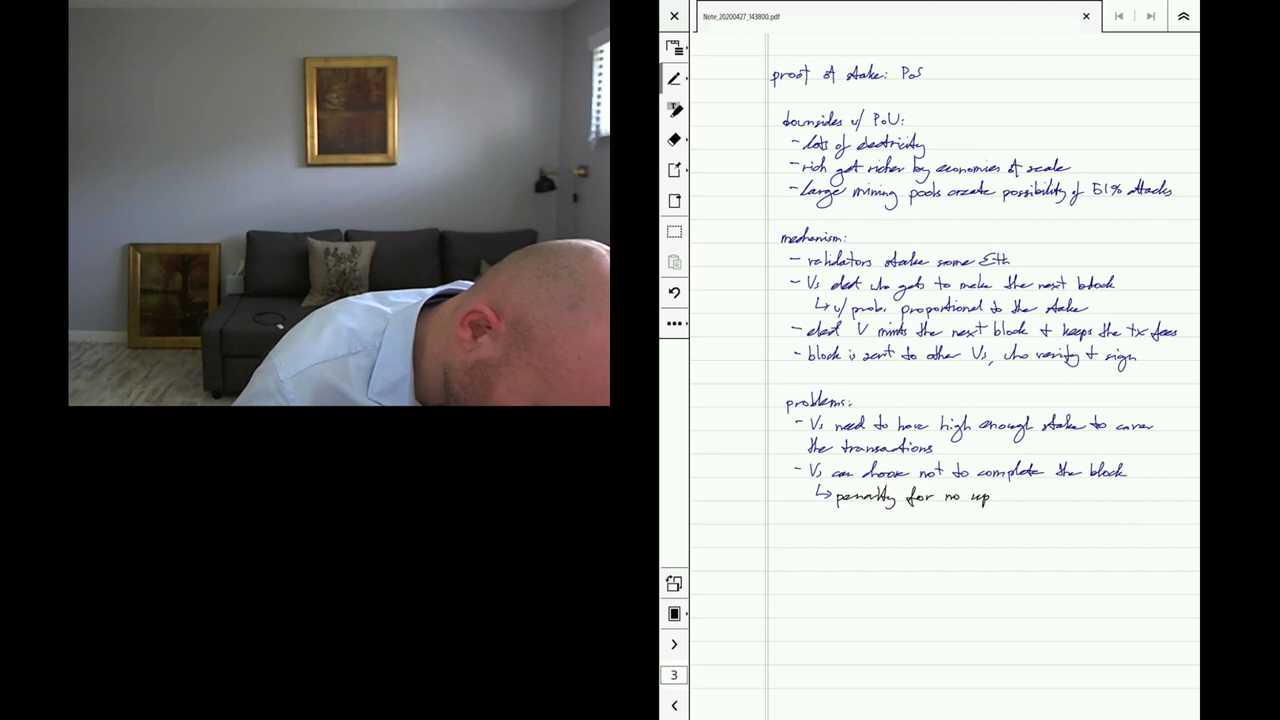 Note_20200427_143800.pdf
proof of stake: PoS
downsides w/ PoW:
- lots of electricity
- rich get richer by economies of scale
- large mining pools create possibility of 51% attacks
mechanism:
- validators stake some Eth
- Vs elect who gets to make the next block
↳ w/ prob. proportional to the stake
- elect V mints the next block + keeps the tx fees
- block is sent to other Vs, who verify + sign
problems:
- Vs need to have high enough stake to cover
the transactions
- Vs can choose not to complete the block
↳ penalty for no up
3